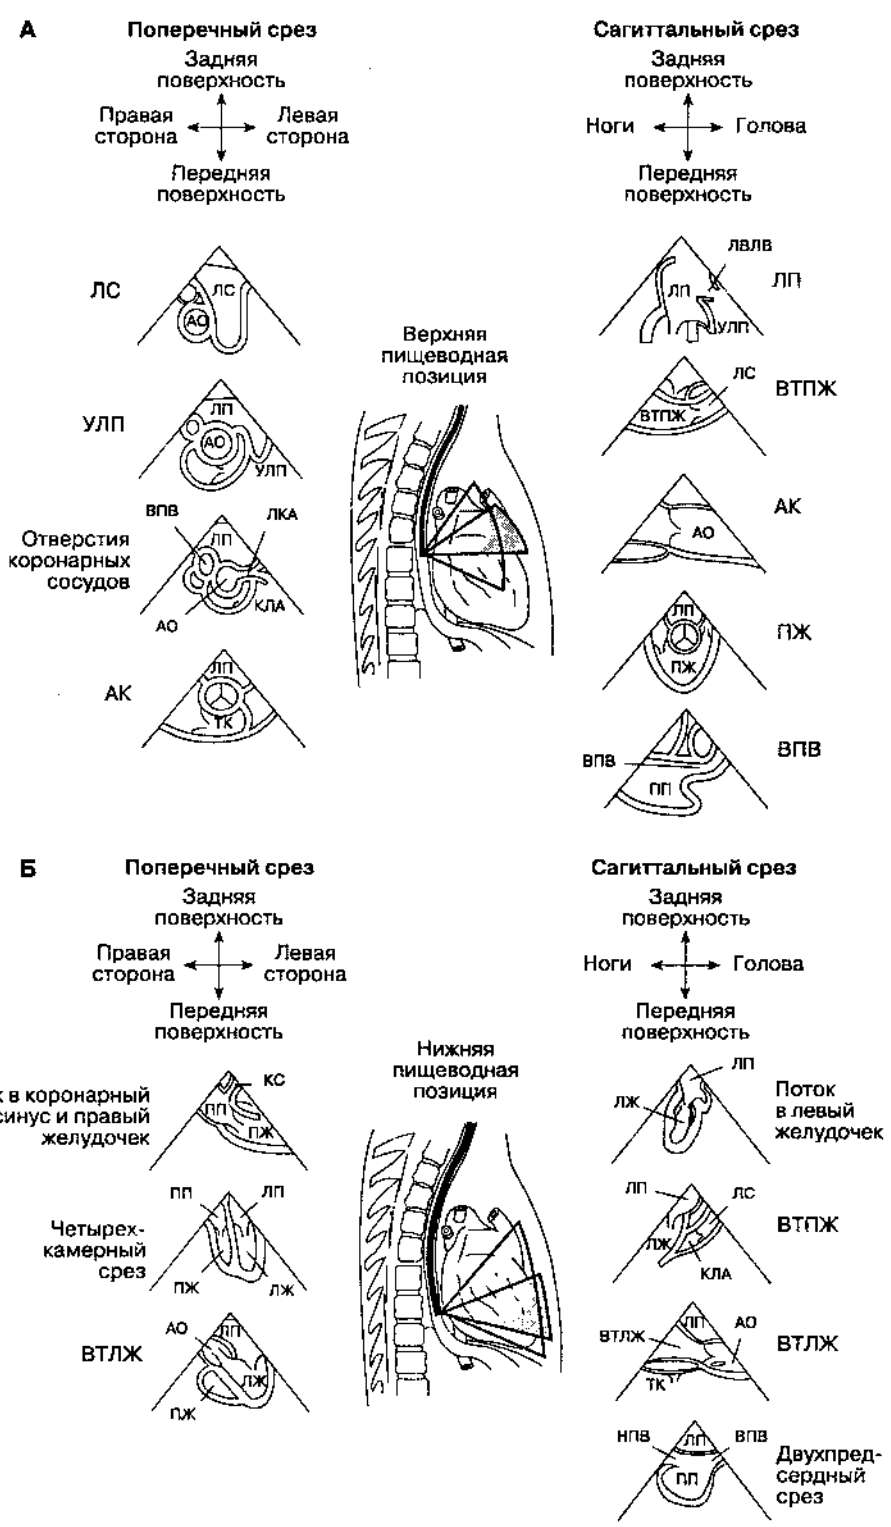 А
Поперечный срез
Задняя
поверхность
Правая
сторона
Левая
сторона
Передняя
поверхность
ЛС
ЛС
АО
УЛП
ЛП
АО
УЛП
Отверстия
коронарных
сосудов
ВПВ
ЛП
ЛКА
АО
КЛА
АК
ЛП
ТК
Верхняя
пищеводная
позиция
Сагиттальный срез
Задняя
поверхность
Ноги
Голова
Передняя
поверхность
ЛВЛВ
ЛП
УЛП
ЛП
ЛС
ВТПЖ
ВТПЖ
АО
АК
ЛП
ПЖ
ПЖ
ВПВ
ПП
ВПВ
Б
Поперечный срез
Задняя
поверхность
Правая
сторона
Левая
сторона
Передняя
поверхность
к в коронарный
синус и правый
желудочек
КС
ПП
ПЖ
Четырех-
камерный
срез
ПП
ЛП
ПЖ
ЛЖ
ВТЛЖ
АО
ЛП
ЛЖ
ПЖ
Нижняя
пищеводная
позиция
Сагиттальный срез
Задняя
поверхность
Ноги
Голова
Передняя
поверхность
ЛП
ЛЖ
Поток
в левый
желудочек
ЛП
ЛС
ЛЖ
КЛА
ВТПЖ
ЛП
АО
ВТЛЖ
ТК
ВТЛЖ
НПВ
ЛП
ВПВ
ПП
Двухпред-
сердный
срез